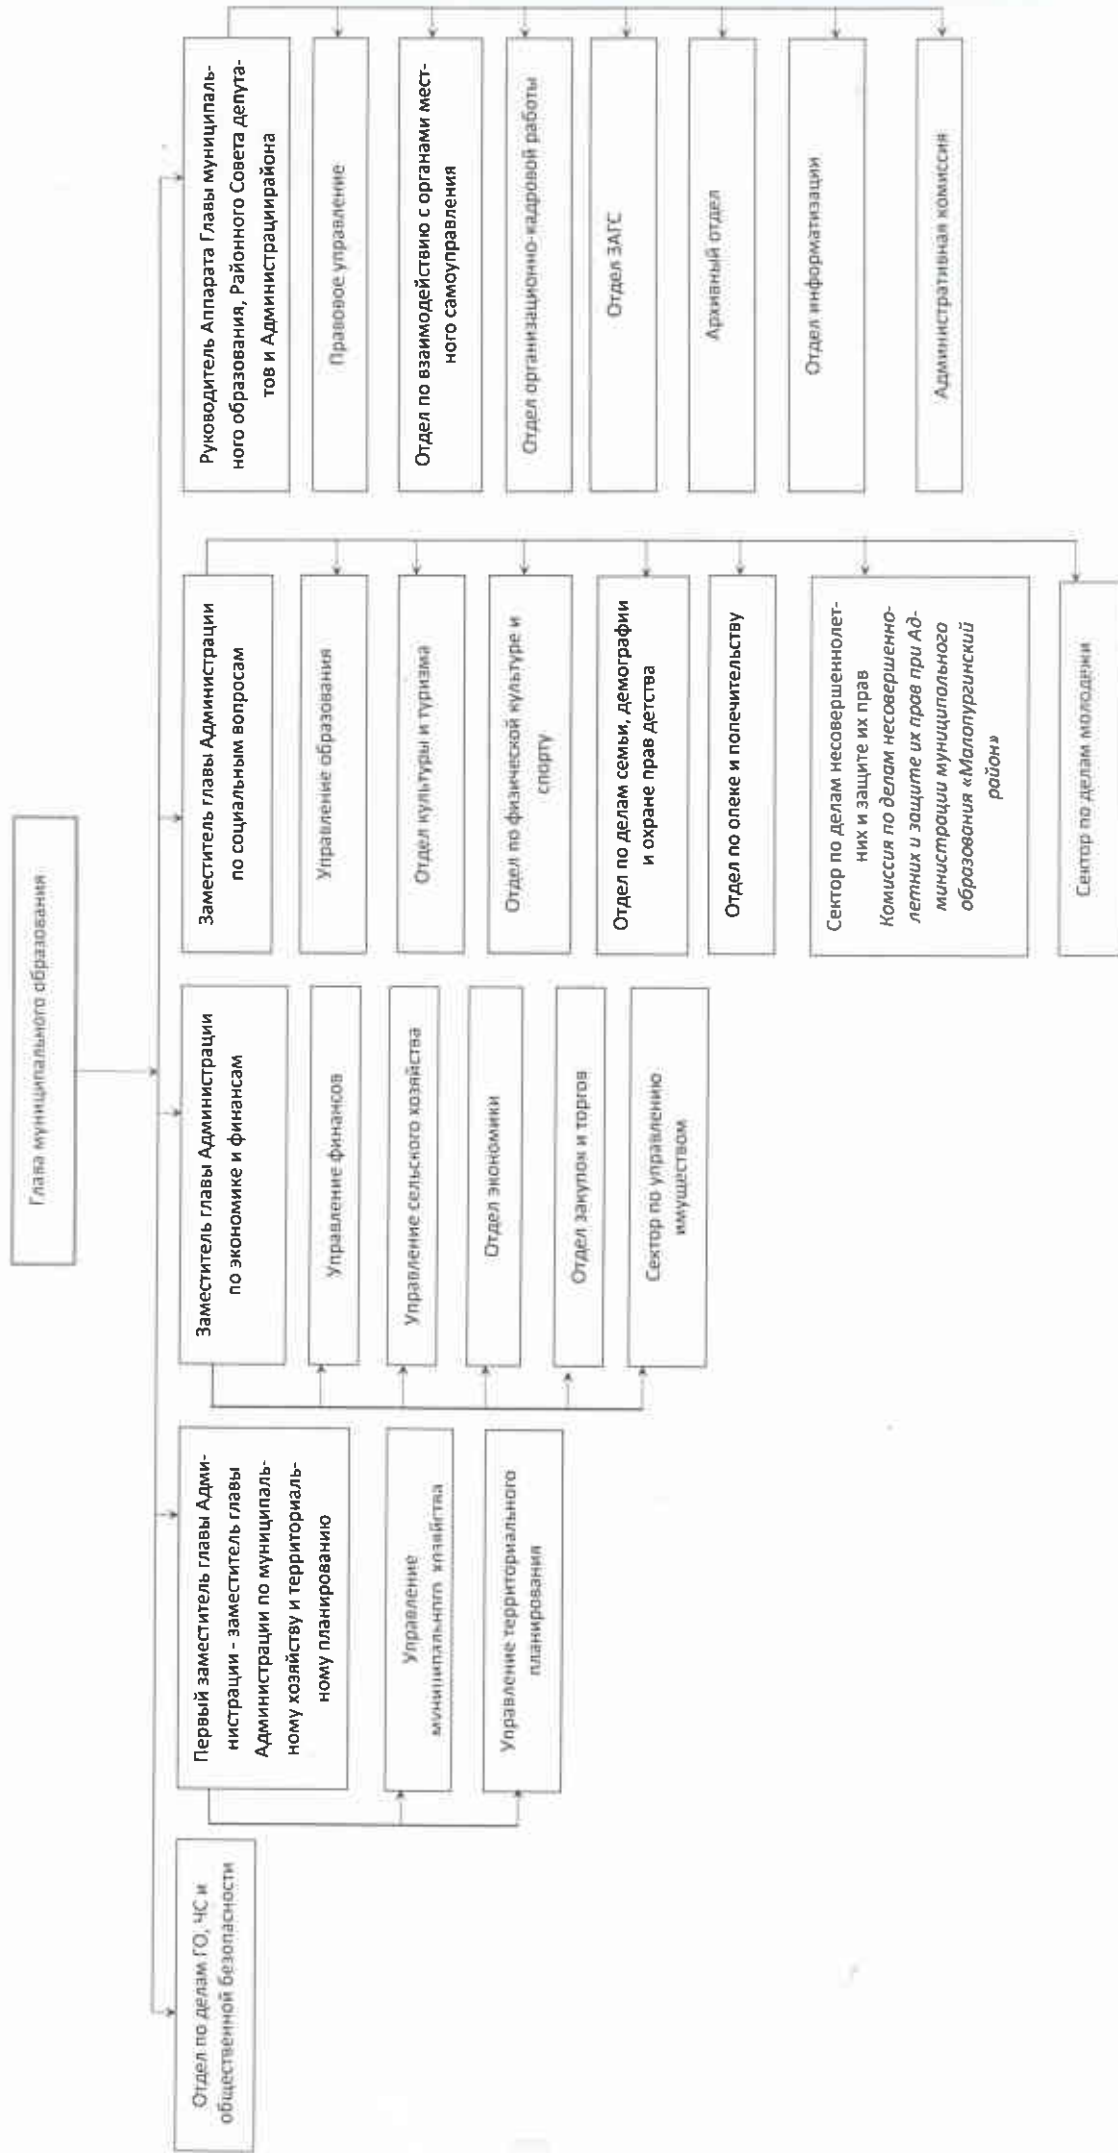 Глава муниципального образования
Отдел по делам ГО, ЧС и
общественной безопасности
Первый заместитель главы Адми-
нистрации – заместитель главы
Администрации по муниципаль-
ному хозяйству и территориаль-
ному планированию
Управление
муниципального хозяйства
Управление территориального
планирования
Заместитель главы Администрации
по экономике и финансам
Управление финансов
Управление сельского хозяйства
Отдел экономики
Отдел закупок и торгов
Сектор по управлению
имуществом
Заместитель главы Администрации
по социальным вопросам
Управление образования
Отдел культуры и туризма
Отдел по физической культуре и
спорту
Отдел по делам семьи, демографии
и охране прав детства
Отдел по опеке и попечительству
Сектор по делам несовершеннолет-
них и защите их прав
Комиссия по делам несовершенно-
летних и защите их прав при Ад-
министрации муниципального
образования «Малопургинский
район»
Сектор по делам молодежи
Руководитель Аппарата Главы муниципаль-
ного образования, Районного Совета депута-
тов и Администрациирайона
Правовое управление
Отдел по взаимодействию с органами мест-
ного самоуправления
Отдел организационно-кадровой работы
Отдел ЗАГС
Архивный отдел
Отдел информатизации
Административная комиссия